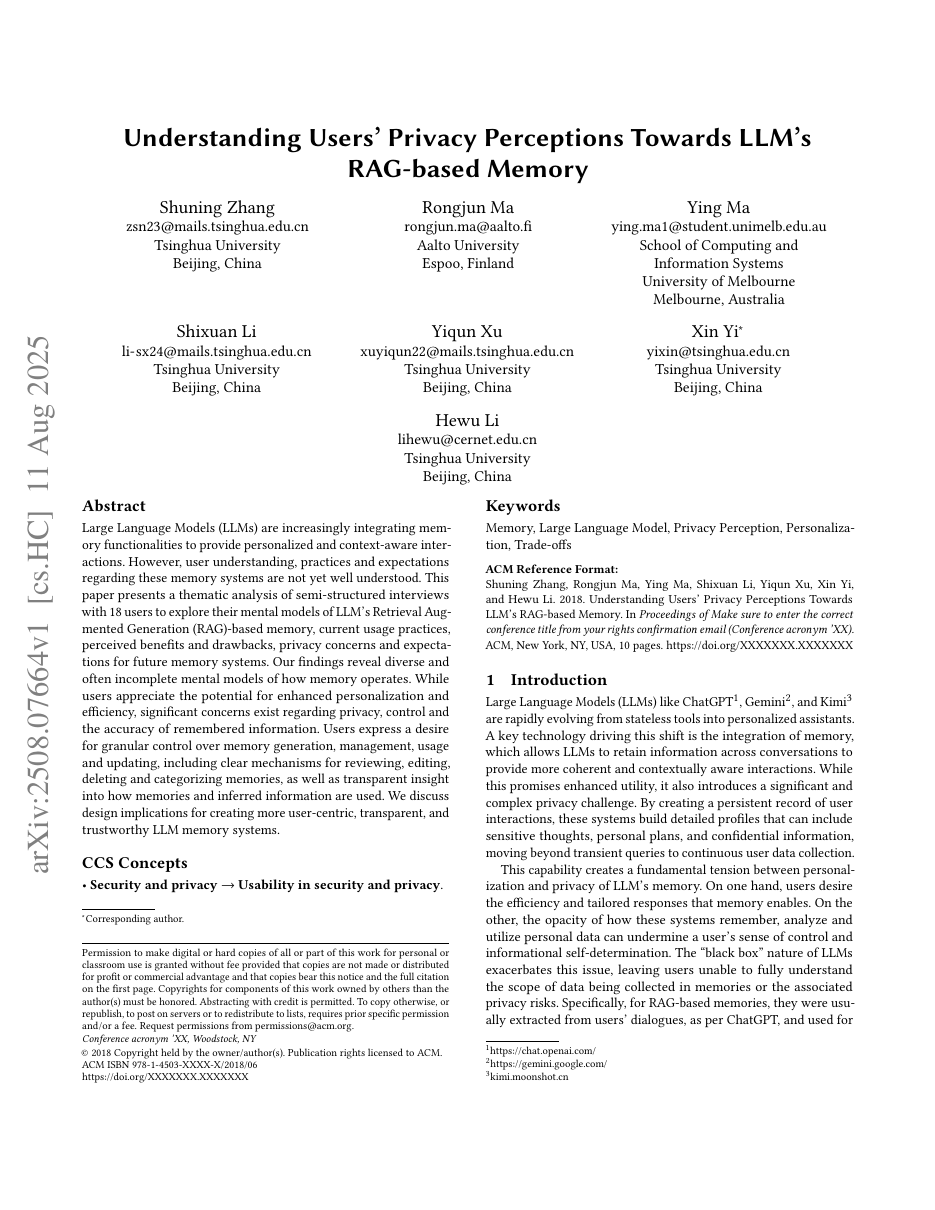 Understanding Users' Privacy Perceptions Towards LLM's
RAG-based Memory
Shuning Zhang
zsn23@mails.tsinghua.edu.cn
Tsinghua University
Beijing, China
Rongjun Ma
rongjun.ma@aalto.fi
Aalto University
Espoo, Finland
Ying Ma
ying.ma1@student.unimelb.edu.au
School of Computing and
Information Systems
University of Melbourne
Melbourne, Australia
Shixuan Li
li-sx24@mails.tsinghua.edu.cn
Tsinghua University
Beijing, China
Yiqun Xu
xuyiqun22@mails.tsinghua.edu.cn
Tsinghua University
Beijing, China
Xin Yi*
yixin@tsinghua.edu.cn
Tsinghua University
Beijing, China
Hewu Li
lihewu@cernet.edu.cn
Tsinghua University
Beijing, China
arXiv:2508.07664v1 [cs.HC] 11 Aug 2025
Abstract
Large Language Models (LLMs) are increasingly integrating mem-
ory functionalities to provide personalized and context-aware inter-
actions. However, user understanding, practices and expectations
regarding these memory systems are not yet well understood. This
paper presents a thematic analysis of semi-structured interviews
with 18 users to explore their mental models of LLM's Retrieval Aug-
mented Generation (RAG)-based memory, current usage practices,
perceived benefits and drawbacks, privacy concerns and expecta-
tions for future memory systems. Our findings reveal diverse and
often incomplete mental models of how memory operates. While
users appreciate the potential for enhanced personalization and
efficiency, significant concerns exist regarding privacy, control and
the accuracy of remembered information. Users express a desire
for granular control over memory generation, management, usage
and updating, including clear mechanisms for reviewing, editing,
deleting and categorizing memories, as well as transparent insight
into how memories and inferred information are used. We discuss
design implications for creating more user-centric, transparent, and
trustworthy LLM memory systems.
CCS Concepts
• Security and privacy → Usability in security and privacy.
*Corresponding author.
Permission to make digital or hard copies of all or part of this work for personal or
classroom use is granted without fee provided that copies are not made or distributed
for profit or commercial advantage and that copies bear this notice and the full citation
on the first page. Copyrights for components of this work owned by others than the
author(s) must be honored. Abstracting with credit is permitted. To copy otherwise, or
republish, to post on servers or to redistribute to lists, requires prior specific permission
and/or a fee. Request permissions from permissions@acm.org.
Conference acronym 'XX, Woodstock, NY
© 2018 Copyright held by the owner/author(s). Publication rights licensed to ACM.
ACM ISBN 978-1-4503-XXXX-X/2018/06
https://doi.org/XXXXXXX.XXXXXXX
Keywords
Memory, Large Language Model, Privacy Perception, Personaliza-
tion, Trade-offs
ACM Reference Format:
Shuning Zhang, Rongjun Ma, Ying Ma, Shixuan Li, Yiqun Xu, Xin Yi,
and Hewu Li. 2018. Understanding Users' Privacy Perceptions Towards
LLM's RAG-based Memory. In Proceedings of Make sure to enter the correct
conference title from your rights confirmation email (Conference acronym 'XX).
ACM, New York, NY, USA, 10 pages. https://doi.org/XXXXXXX.XXXXXXX
1 Introduction
Large Language Models (LLMs) like ChatGPT1, Gemini2, and Kimi3
are rapidly evolving from stateless tools into personalized assistants.
A key technology driving this shift is the integration of memory,
which allows LLMs to retain information across conversations to
provide more coherent and contextually aware interactions. While
this promises enhanced utility, it also introduces a significant and
complex privacy challenge. By creating a persistent record of user
interactions, these systems build detailed profiles that can include
sensitive thoughts, personal plans, and confidential information,
moving beyond transient queries to continuous user data collection.
This capability creates a fundamental tension between personal-
ization and privacy of LLM's memory. On one hand, users desire
the efficiency and tailored responses that memory enables. On the
other, the opacity of how these systems remember, analyze and
utilize personal data can undermine a user's sense of control and
informational self-determination. The "black box" nature of LLMs
exacerbates this issue, leaving users unable to fully understand
the scope of data being collected in memories or the associated
privacy risks. Specifically, for RAG-based memories, they were usu-
ally extracted from users' dialogues, as per ChatGPT, and used for
1https://chat.openai.com/
2https://gemini.google.com/
3kimi.moonshot.cn